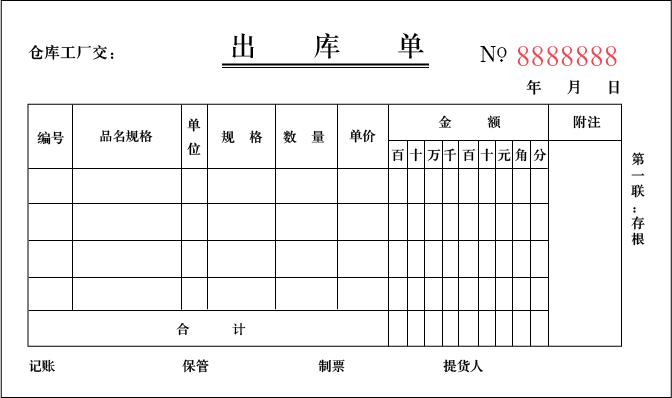 出 库 单
仓库工厂交：
№ 8888888
年 月 日
编号 品名规格 单位 规 格 数 量 单价 金 额 附注
百 十 万 千 百 十 元 角 分
合 计
第一联：存根
记账 保管 制票 提货人